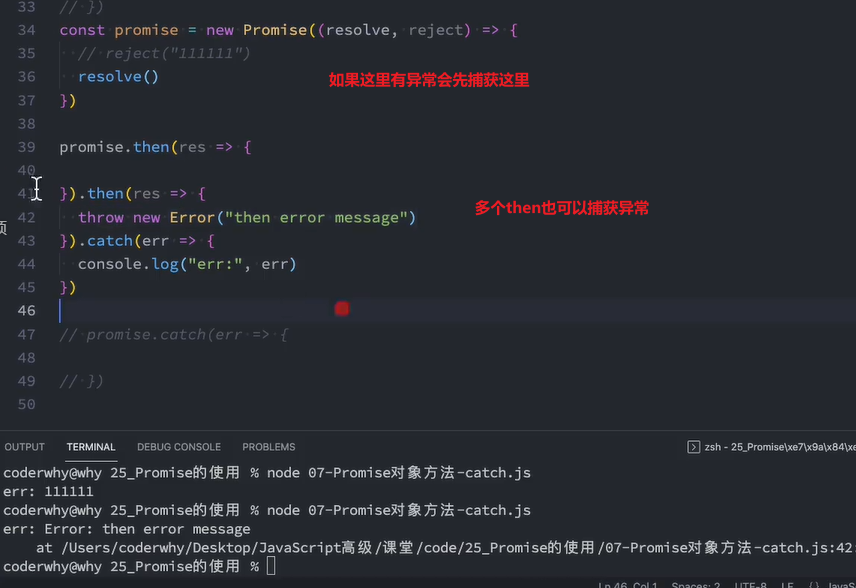 33 // })
34 const promise = new Promise((resolve, reject) => {
35 // reject("111111")
36 resolve()
如果这里有异常会先捕获这里
37 })
38
39 promise.then(res => {
40
41 }).then(res => {
42 throw new Error("then error message")
多个then也可以捕获异常
43 }).catch(err => {
44 console.log("err:", err)
45 })
46
47 // promise.catch(err => {
48
49 // })
50
OUTPUT TERMINAL DEBUG CONSOLE PROBLEMS zsh - 25_Promise\xe7\x9a\x84\xe
coderwhy@why 25_Promise的使用 % node 07-Promise对象方法-catch.js
err: 111111
coderwhy@why 25_Promise的使用 % node 07-Promise对象方法-catch.js
err: Error: then error message
at /Users/coderwhy/Desktop/JavaScript高级/课堂/code/25_Promise的使用/07-Promise对象方法-catch.js:42:
coderwhy@why 25_Promise的使用 %
Ln 46, Col 1 Spaces: 2 UTF-8 LF